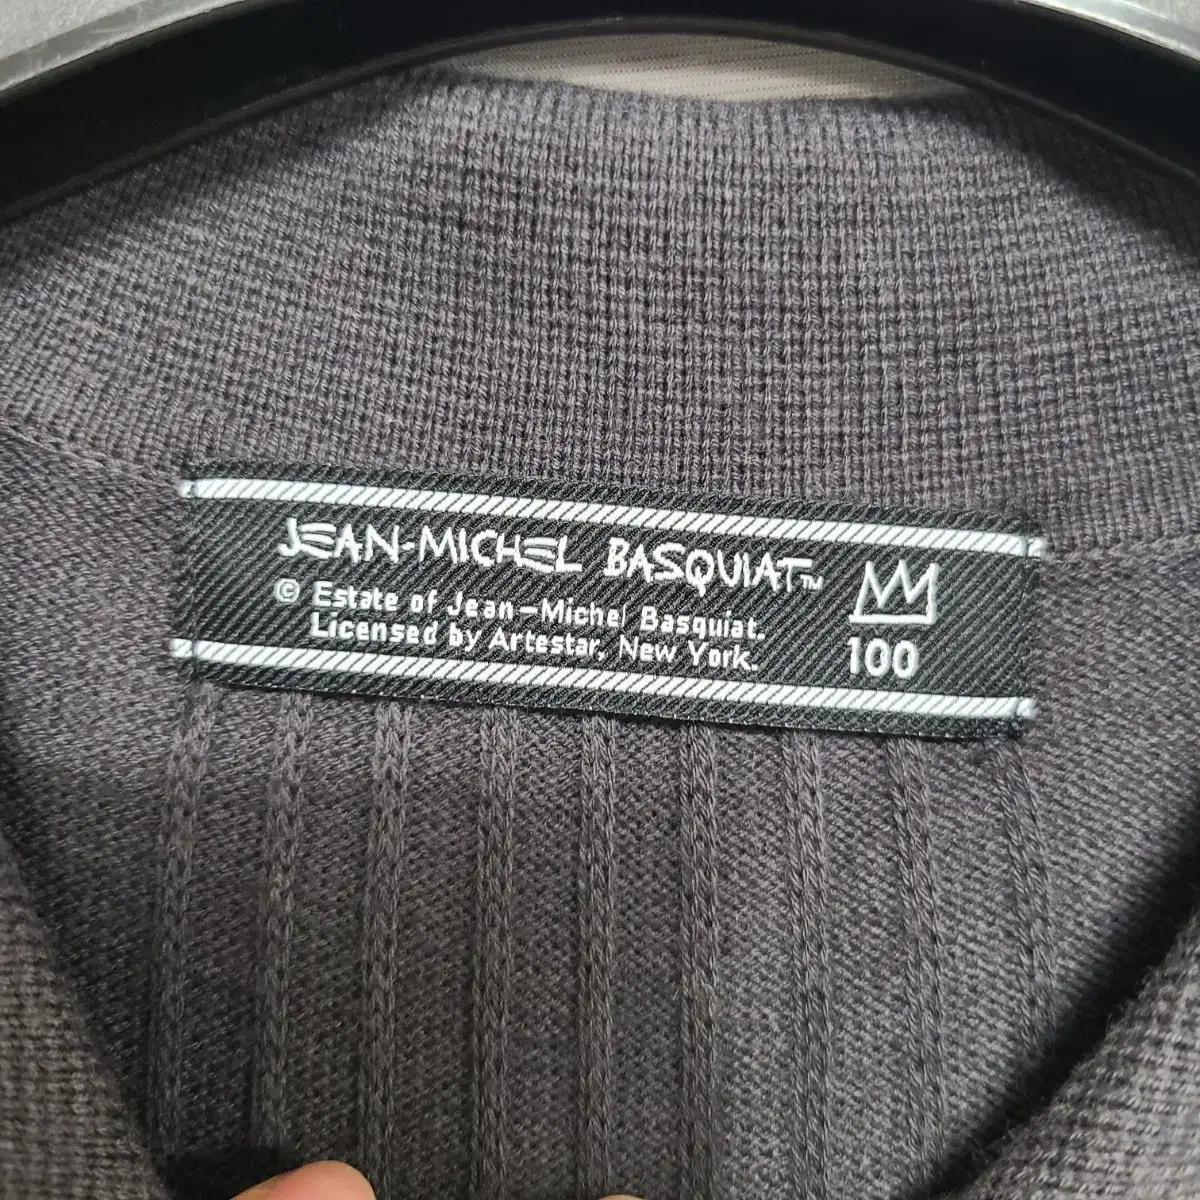 JEAN-MICHEL BASQUIAT™
© Estate of Jean-Michel Basquiat.
Licensed by Artestar, New York.
100